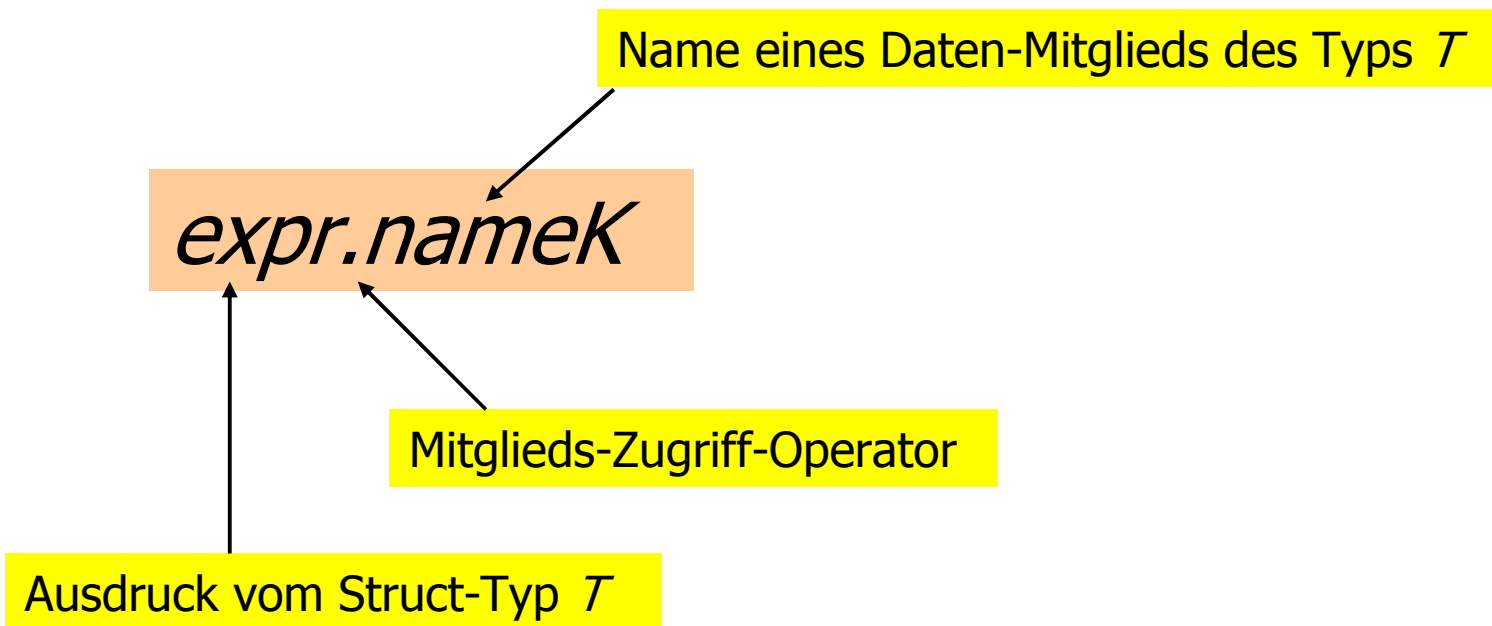 Name eines Daten-Mitglieds des Typs T
expr.nameK
Mitglieds-Zugriff-Operator
Ausdruck vom Struct-Typ T